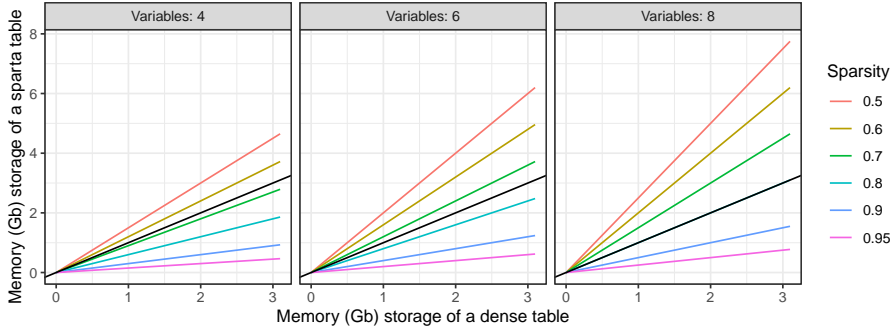 Variables: 4
Variables: 6
Variables: 8
Memory (Gb) storage of a sparta table
8
6
4
2
0
0 1 2 3
0 1 2 3
0 1 2 3
Memory (Gb) storage of a dense table
Sparsity
0.5
0.6
0.7
0.8
0.9
0.95